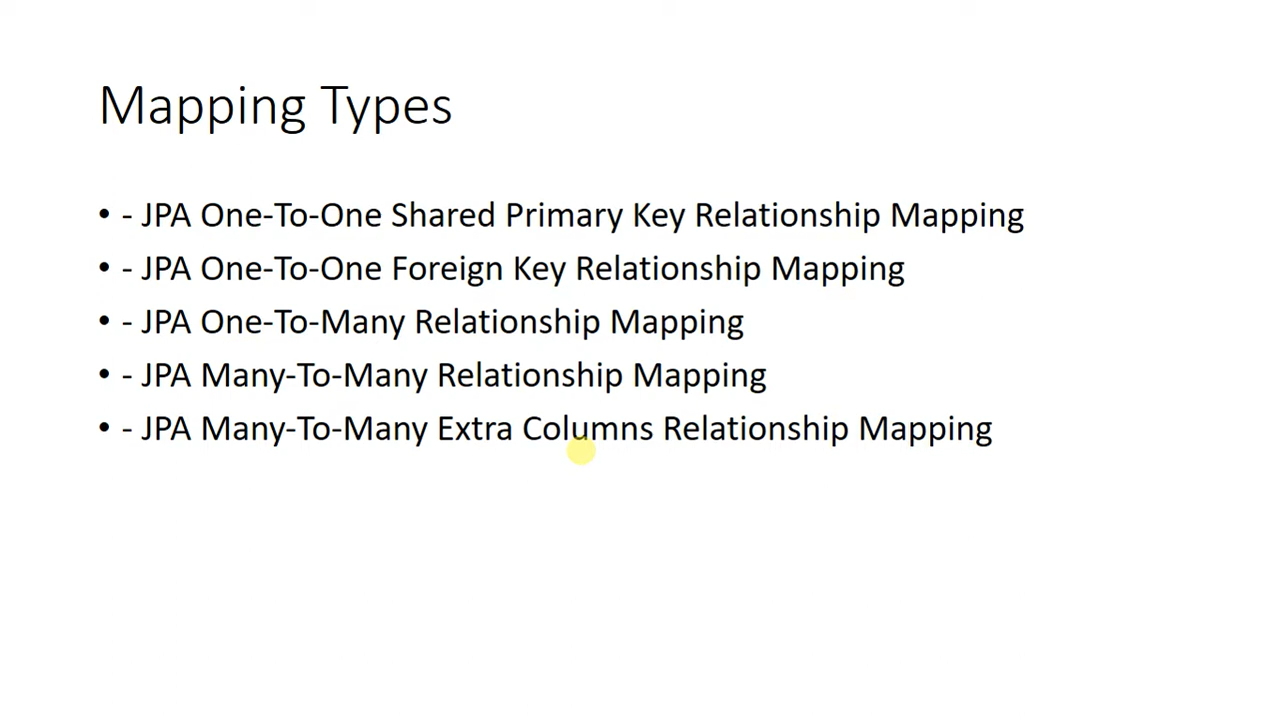 Mapping Types
• - JPA One-To-One Shared Primary Key Relationship Mapping
• - JPA One-To-One Foreign Key Relationship Mapping
• - JPA One-To-Many Relationship Mapping
• - JPA Many-To-Many Relationship Mapping
• - JPA Many-To-Many Extra Columns Relationship Mapping